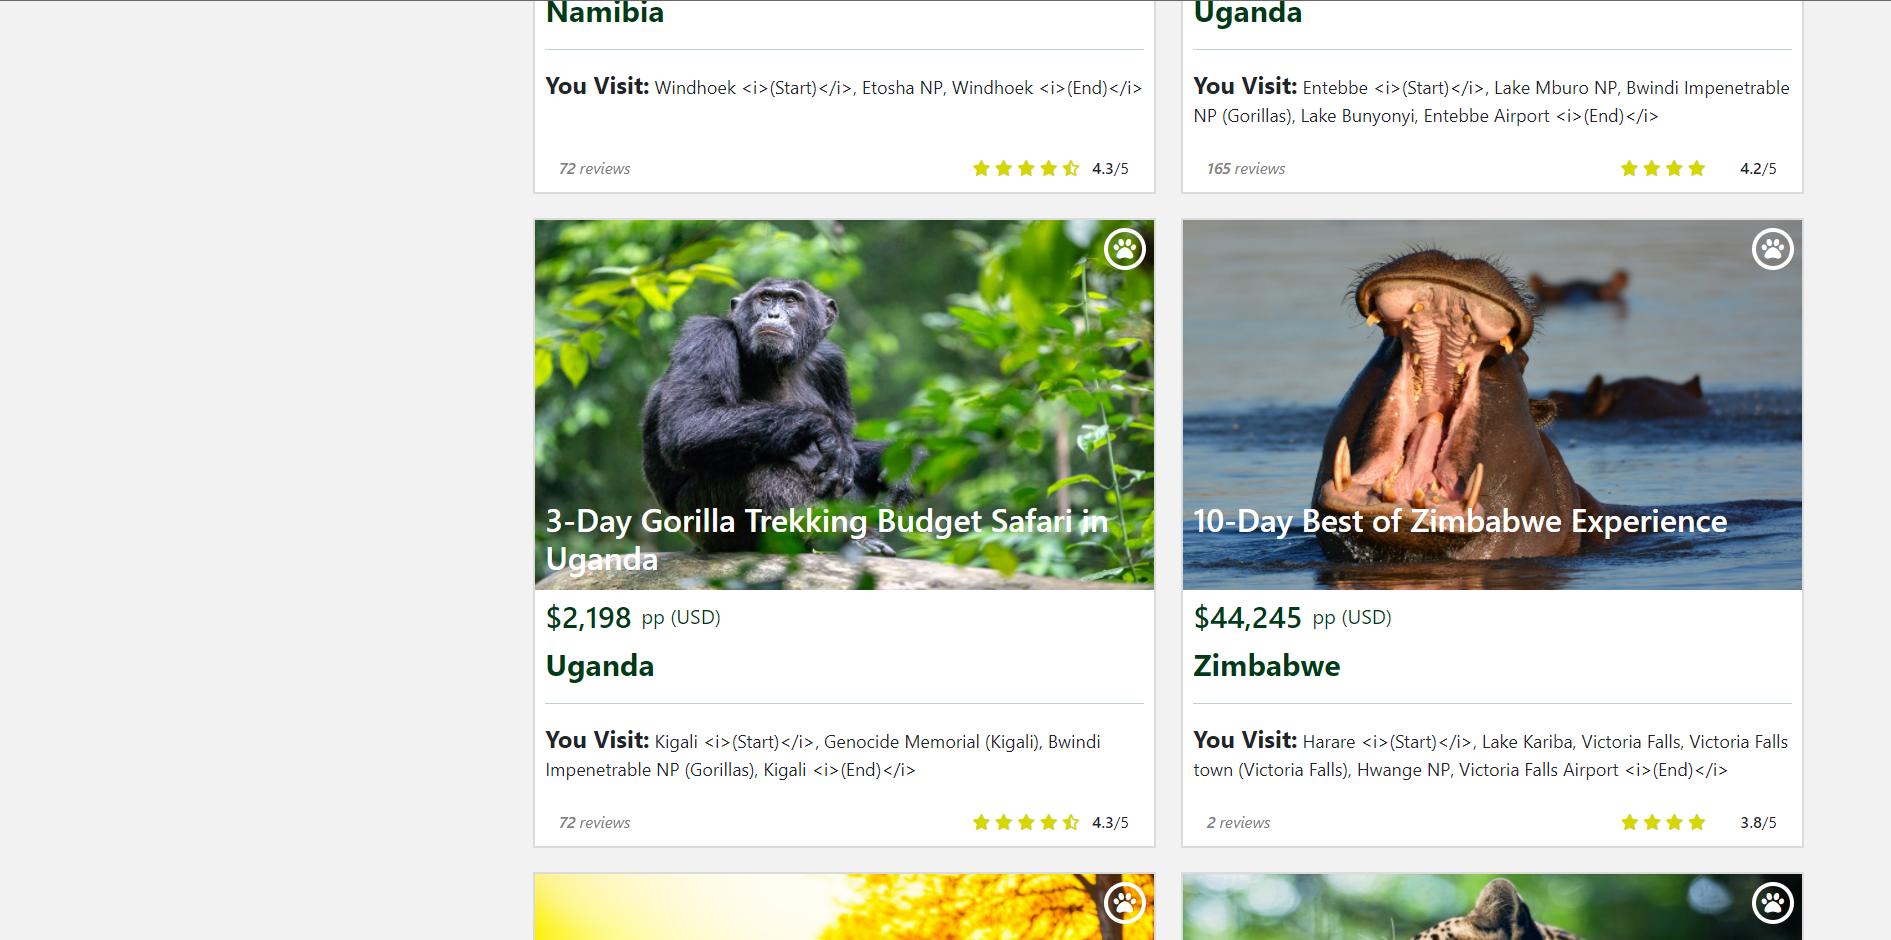 Namibia
You Visit: Windhoek <i>(Start)</i>, Etosha NP, Windhoek <i>(End)</i>
72 reviews
4.3/5
Uganda
You Visit: Entebbe <i>(Start)</i>, Lake Mburo NP, Bwindi Impenetrable
NP (Gorillas), Lake Bunyonyi, Entebbe Airport <i>(End)</i>
165 reviews
4.2/5
3-Day Gorilla Trekking Budget Safari in
Uganda
$2,198 pp (USD)
Uganda
You Visit: Kigali <i>(Start)</i>, Genocide Memorial (Kigali), Bwindi
Impenetrable NP (Gorillas), Kigali <i>(End)</i>
72 reviews
4.3/5
10-Day Best of Zimbabwe Experience
$44,245 pp (USD)
Zimbabwe
You Visit: Harare <i>(Start)</i>, Lake Kariba, Victoria Falls, Victoria Falls
town (Victoria Falls), Hwange NP, Victoria Falls Airport <i>(End)</i>
2 reviews
3.8/5